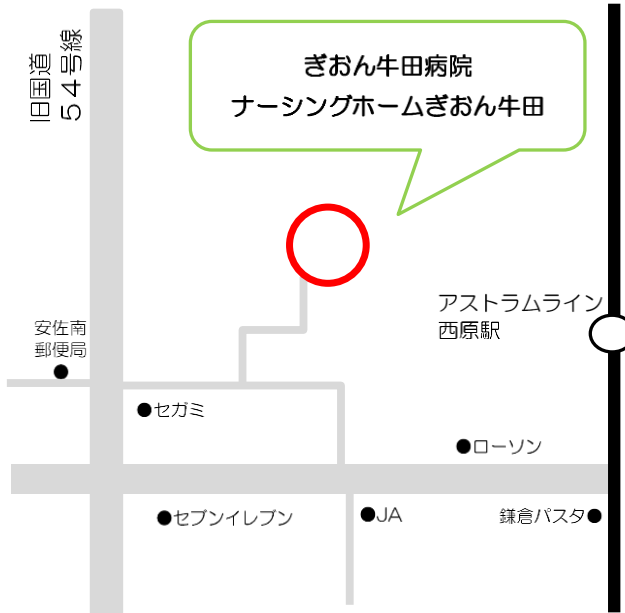 旧国道
54号線
ぎおん牛田病院
ナーシングホームぎおん牛田
アストラムライン
西原駅
安佐南
郵便局
●セガミ
●ローソン
●セブンイレブン
●JA
鎌倉パスタ●